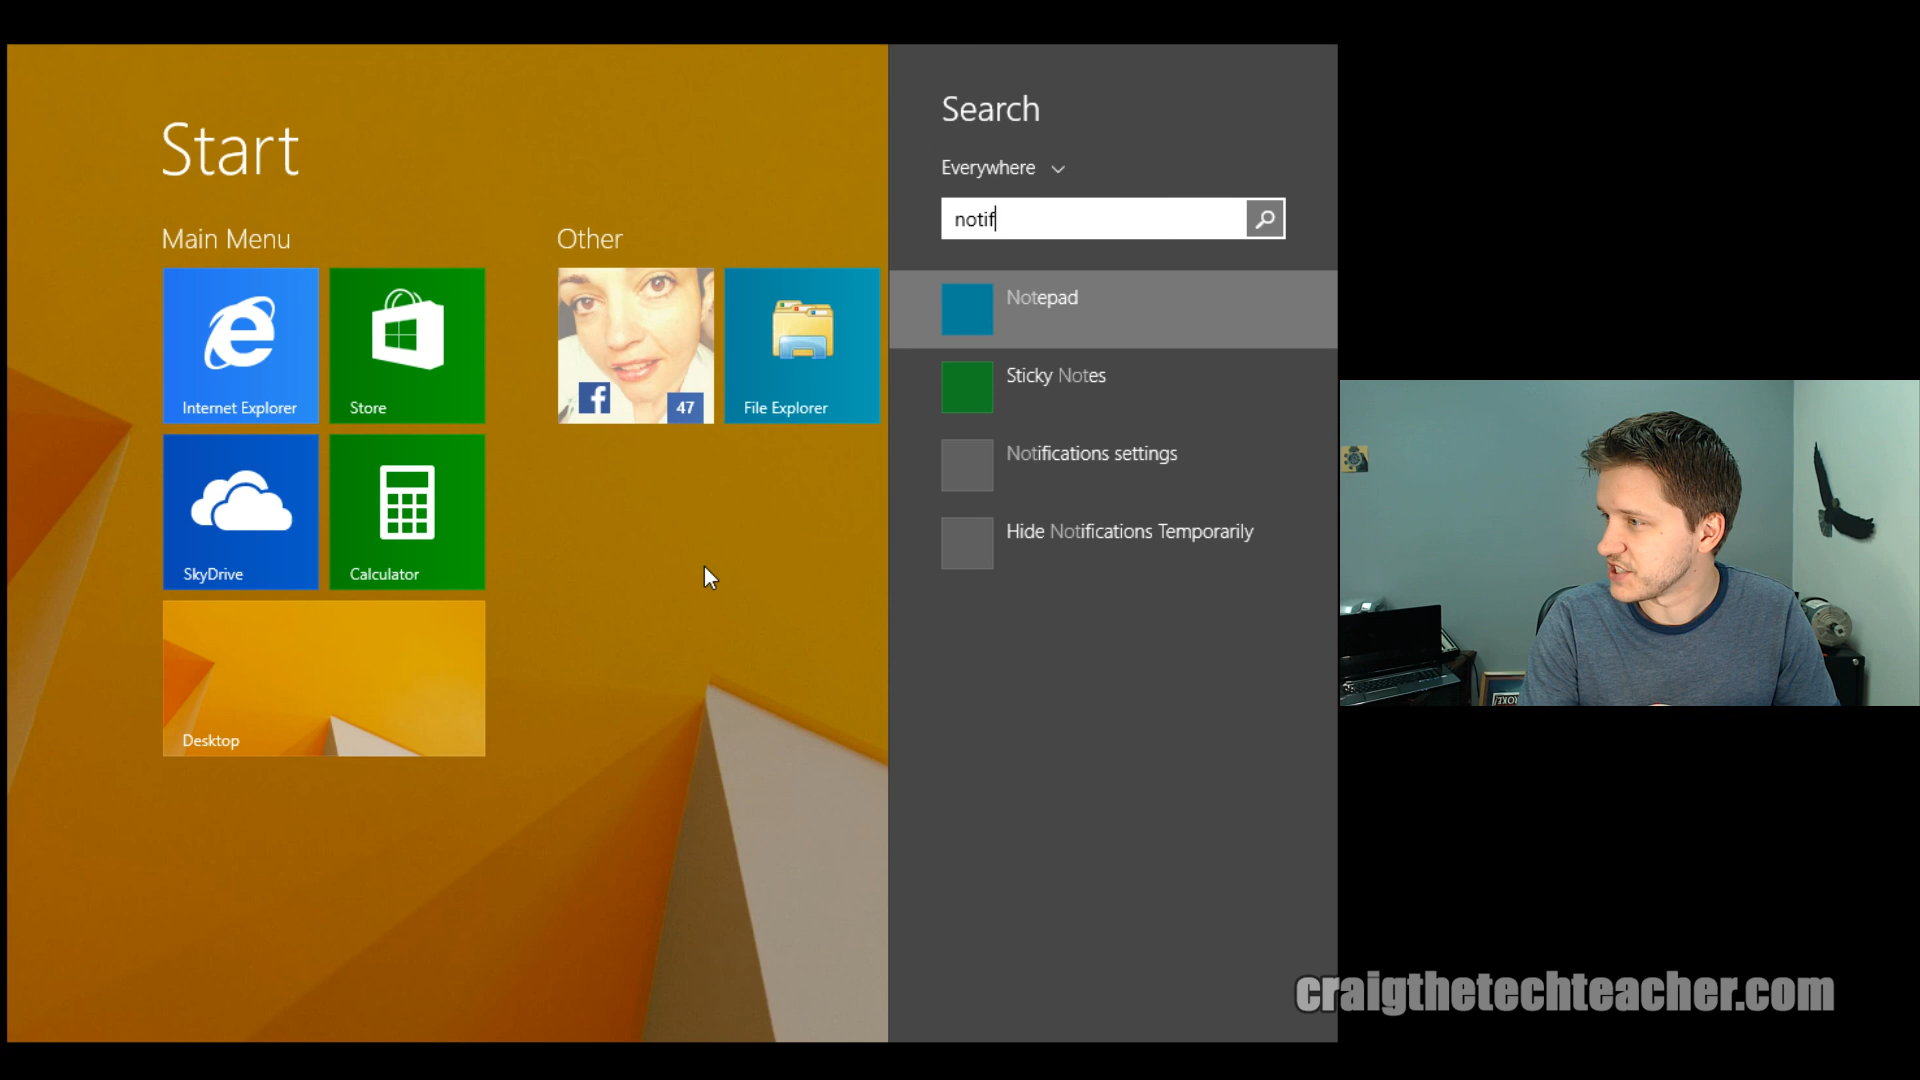 Start
Main Menu
Other
Internet Explorer
Store
47
File Explorer
SkyDrive
Calculator
Desktop
Search
Everywhere
notif
Notepad
Sticky Notes
Notifications settings
Hide Notifications Temporarily
craigthetechteacher.com